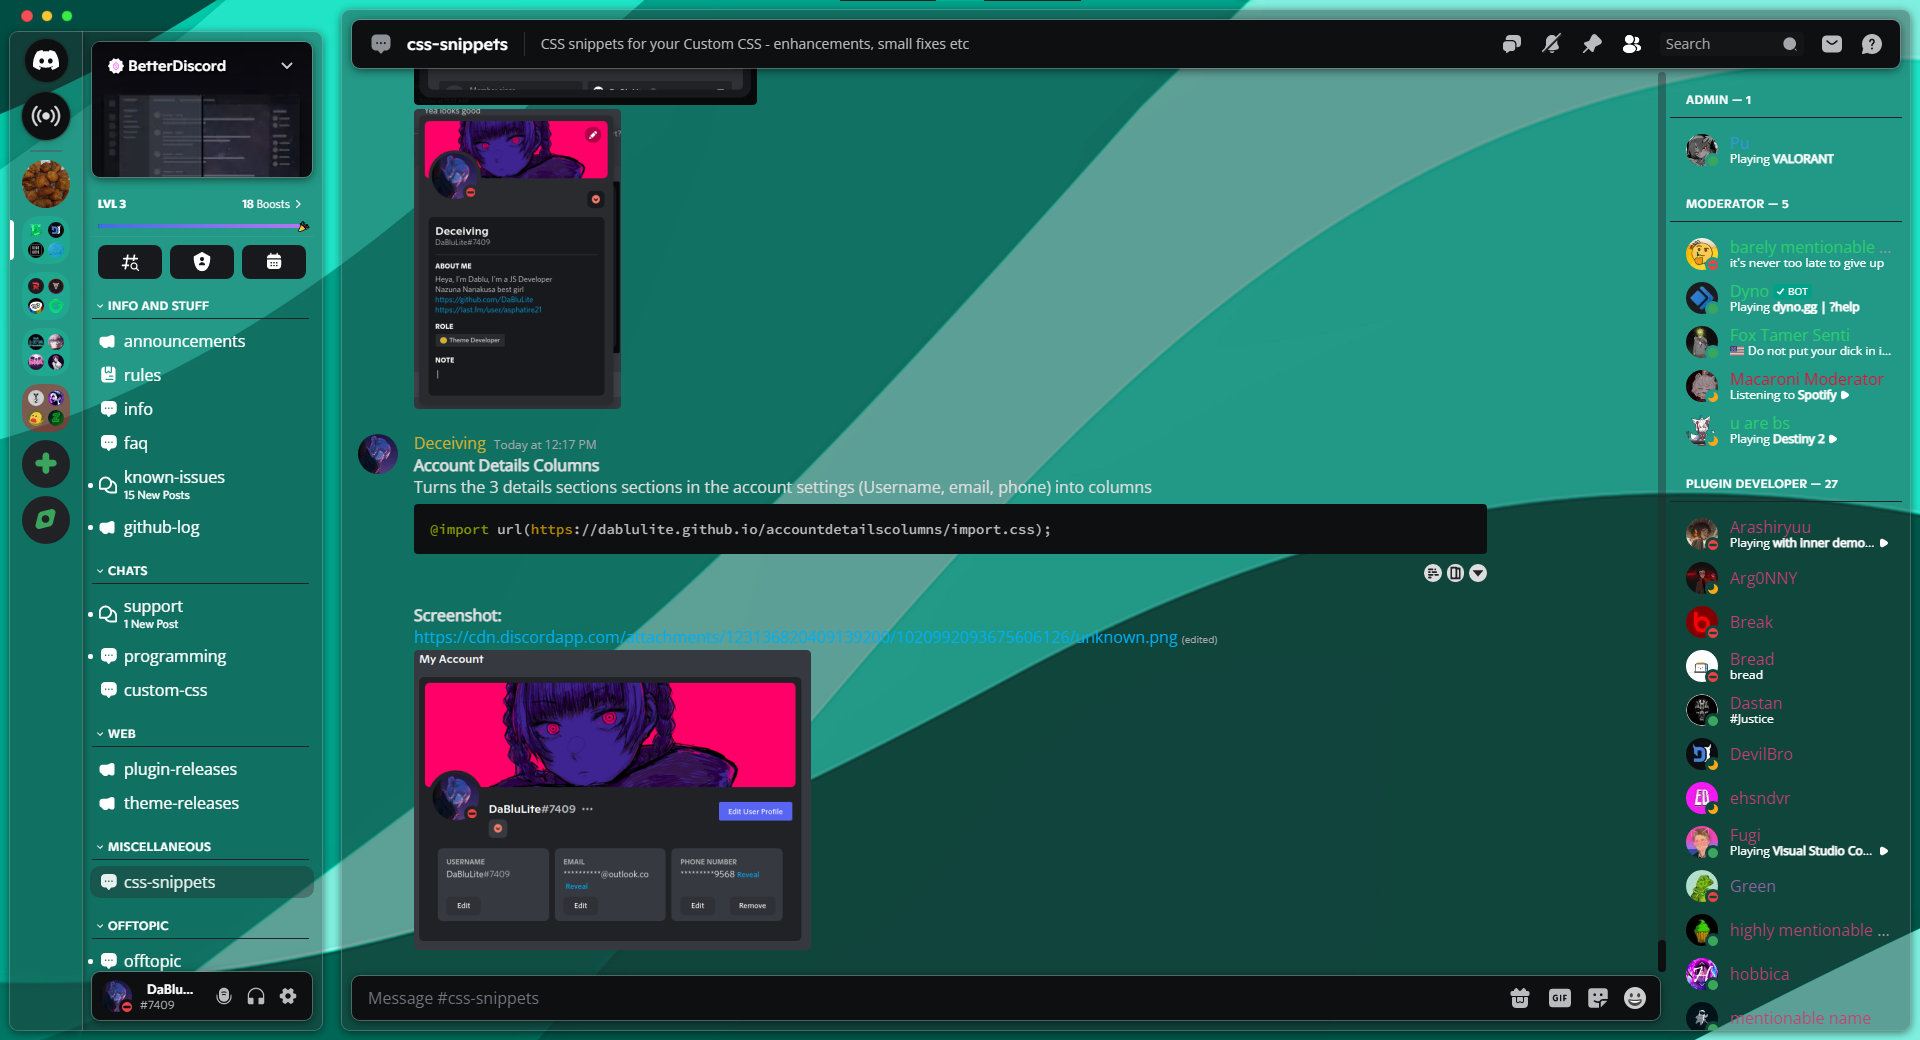 BetterDiscord
LVL 3
18 Boosts
INFO AND STUFF
announcements
rules
info
faq
known-issues
15 New Posts
github-log
CHATS
support
1 New Post
programming
custom-css
WEB
plugin-releases
theme-releases
MISCELLANEOUS
css-snippets
OFFTOPIC
offtopic
DaBlu...
#7409
css-snippets
CSS snippets for your Custom CSS - enhancements, small fixes etc
Search
Yea looks good
Deceiving
DaBluLite#7409
ABOUT ME
Heya, I'm Dablu, I'm a JS Developer
Nazuna Nanakusa best girl
https://github.com/DaBluLite
https://last.fm/user/asphatire21
ROLE
Theme Developer
NOTE
Deceiving Today at 12:17 PM
Account Details Columns
Turns the 3 details sections sections in the account settings (Username, email, phone) into columns
@import url(https://dablulite.github.io/accountdetailscolumns/import.css);
Screenshot:
https://cdn.discordapp.com/attachments/123136820409139200/1020992093675606126/unknown.png (edited)
My Account
DaBluLite#7409
Edit User Profile
USERNAME
DaBluLite#7409
Edit
EMAIL
**********@outlook.co
Reveal
Edit
PHONE NUMBER
*********9568 Reveal
Edit Remove
Message #css-snippets
GIF
ADMIN — 1
Pu
Playing VALORANT
MODERATOR — 5
barely mentionable ...
it's never too late to give up
Dyno ✓ BOT
Playing dyno.gg | ?help
Fox Tamer Senti
Do not put your dick in i...
Macaroni Moderator
Listening to Spotify
u are bs
Playing Destiny 2
PLUGIN DEVELOPER — 27
Arashiryuu
Playing with inner demo...
Arg0NNY
Break
Bread
bread
Dastan
#Justice
DevilBro
ehsndvr
Fugi
Playing Visual Studio Co...
Green
highly mentionable ...
hobbica
mentionable name